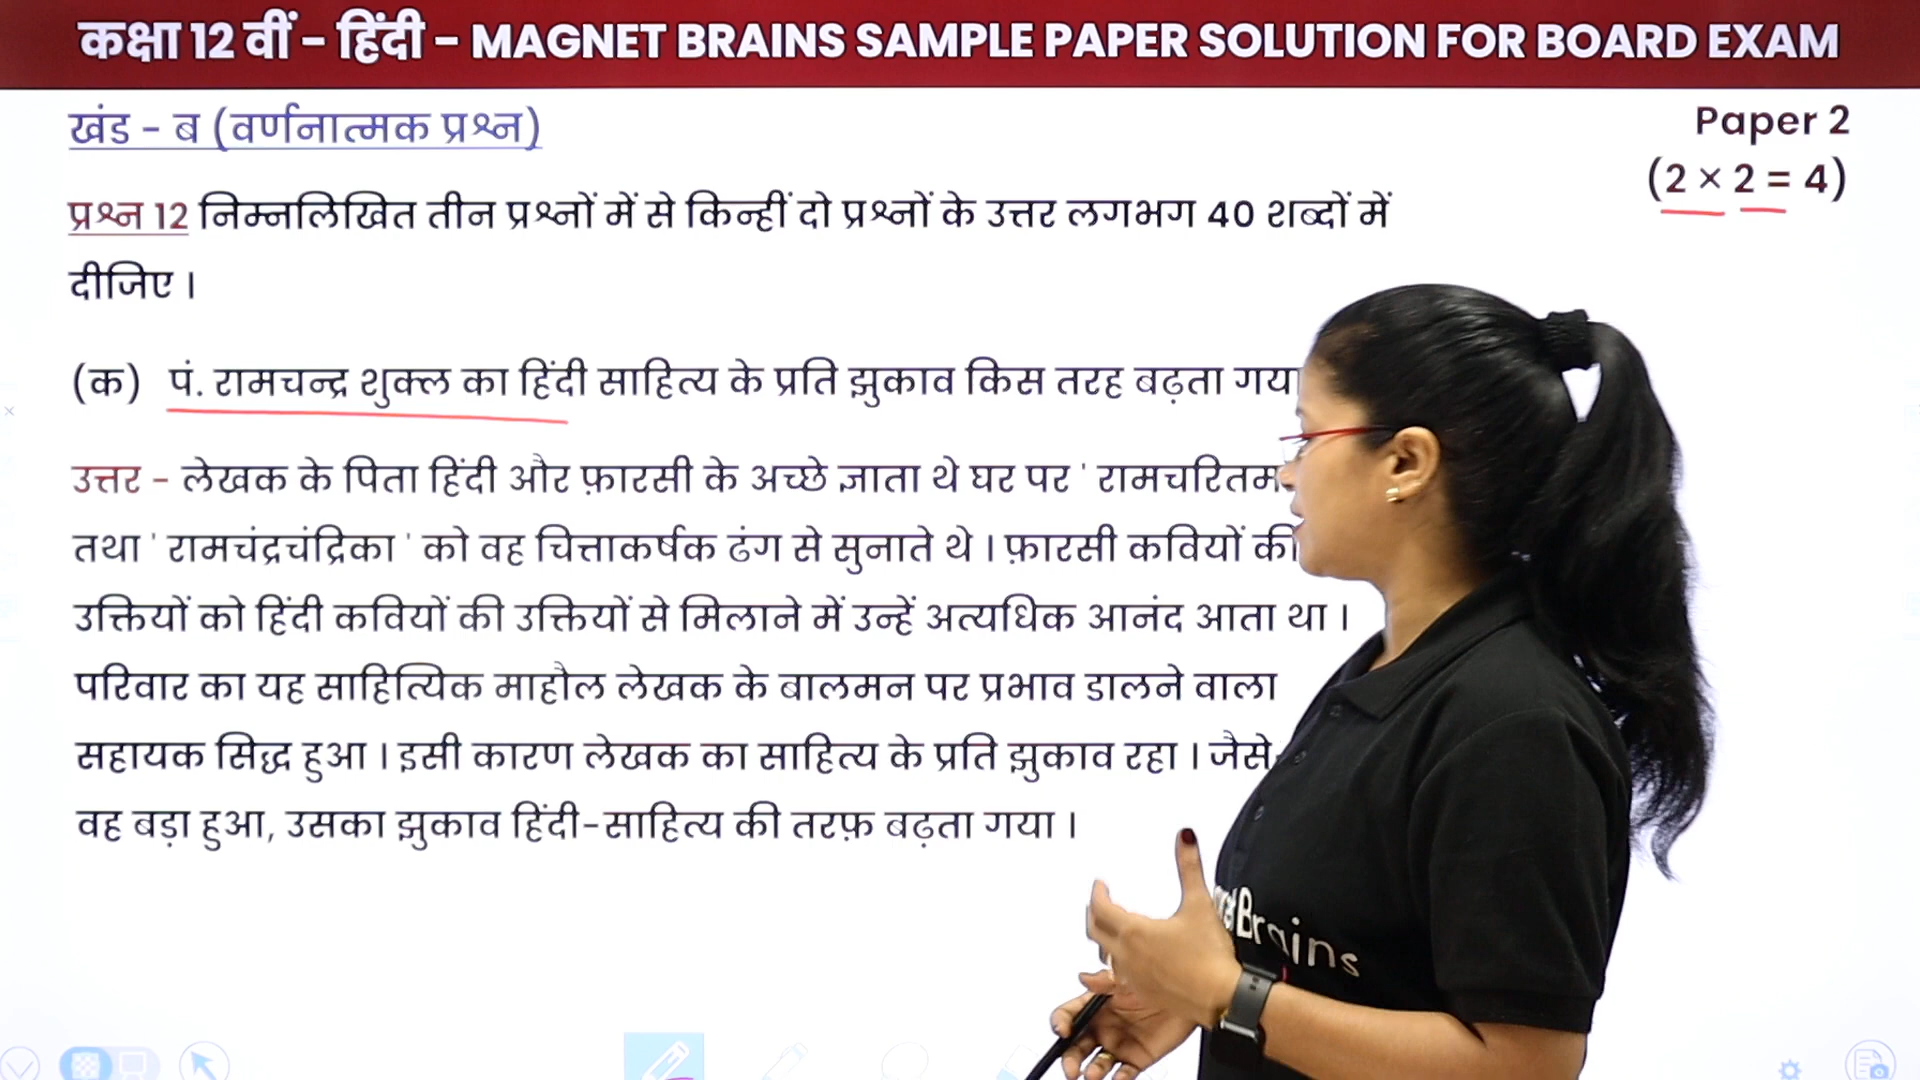 कक्षा 12 वीं - हिंदी - MAGNET BRAINS SAMPLE PAPER SOLUTION FOR BOARD EXAM
खंड - ब (वर्णनात्मक प्रश्न)
Paper 2
(2 × 2 = 4)
प्रश्न 12 निम्नलिखित तीन प्रश्नों में से किन्हीं दो प्रश्नों के उत्तर लगभग 40 शब्दों में
दीजिए ।
(क) पं. रामचन्द्र शुक्ल का हिंदी साहित्य के प्रति झुकाव किस तरह बढ़ता गया
उत्तर - लेखक के पिता हिंदी और फ़ारसी के अच्छे ज्ञाता थे घर पर '
तथा ' रामचंद्रचंद्रिका ' को वह चित्ताकर्षक ढंग से सुनाते थे । फ़ारसी कवियों की
उक्तियों को हिंदी कवियों की उक्तियों से मिलाने में उन्हें अत्यधिक आनंद आता था ।
परिवार का यह साहित्यिक माहौल लेखक के बालमन पर प्रभाव डालने वाला
सहायक सिद्ध हुआ । इसी कारण लेखक का साहित्य के प्रति झुकाव रहा । जैसे
वह बड़ा हुआ, उसका झुकाव हिंदी-साहित्य की तरफ़ बढ़ता गया ।
Brains